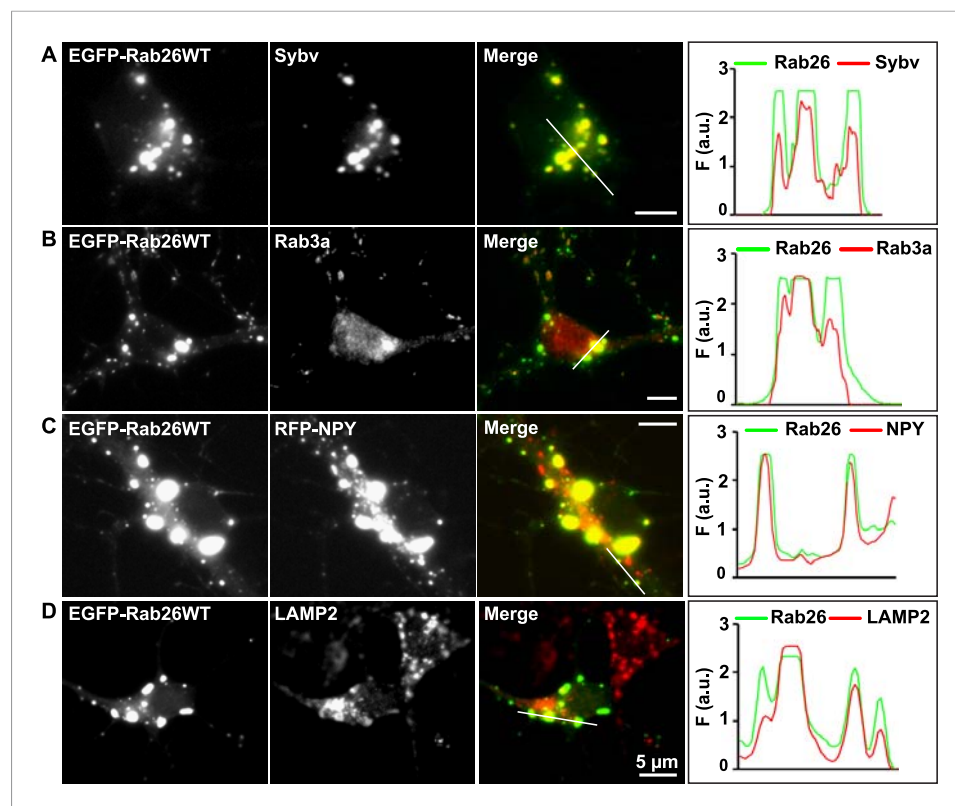 A EGFP-Rab26WT Sybv Merge Rab26 Sybv
3
2
1
0
F (a.u.)
B EGFP-Rab26WT Rab3a Merge Rab26 Rab3a
3
2
1
0
F (a.u.)
C EGFP-Rab26WT RFP-NPY Merge Rab26 NPY
3
2
1
0
F (a.u.)
D EGFP-Rab26WT LAMP2 Merge Rab26 LAMP2
3
2
1
0
F (a.u.)
5 µm